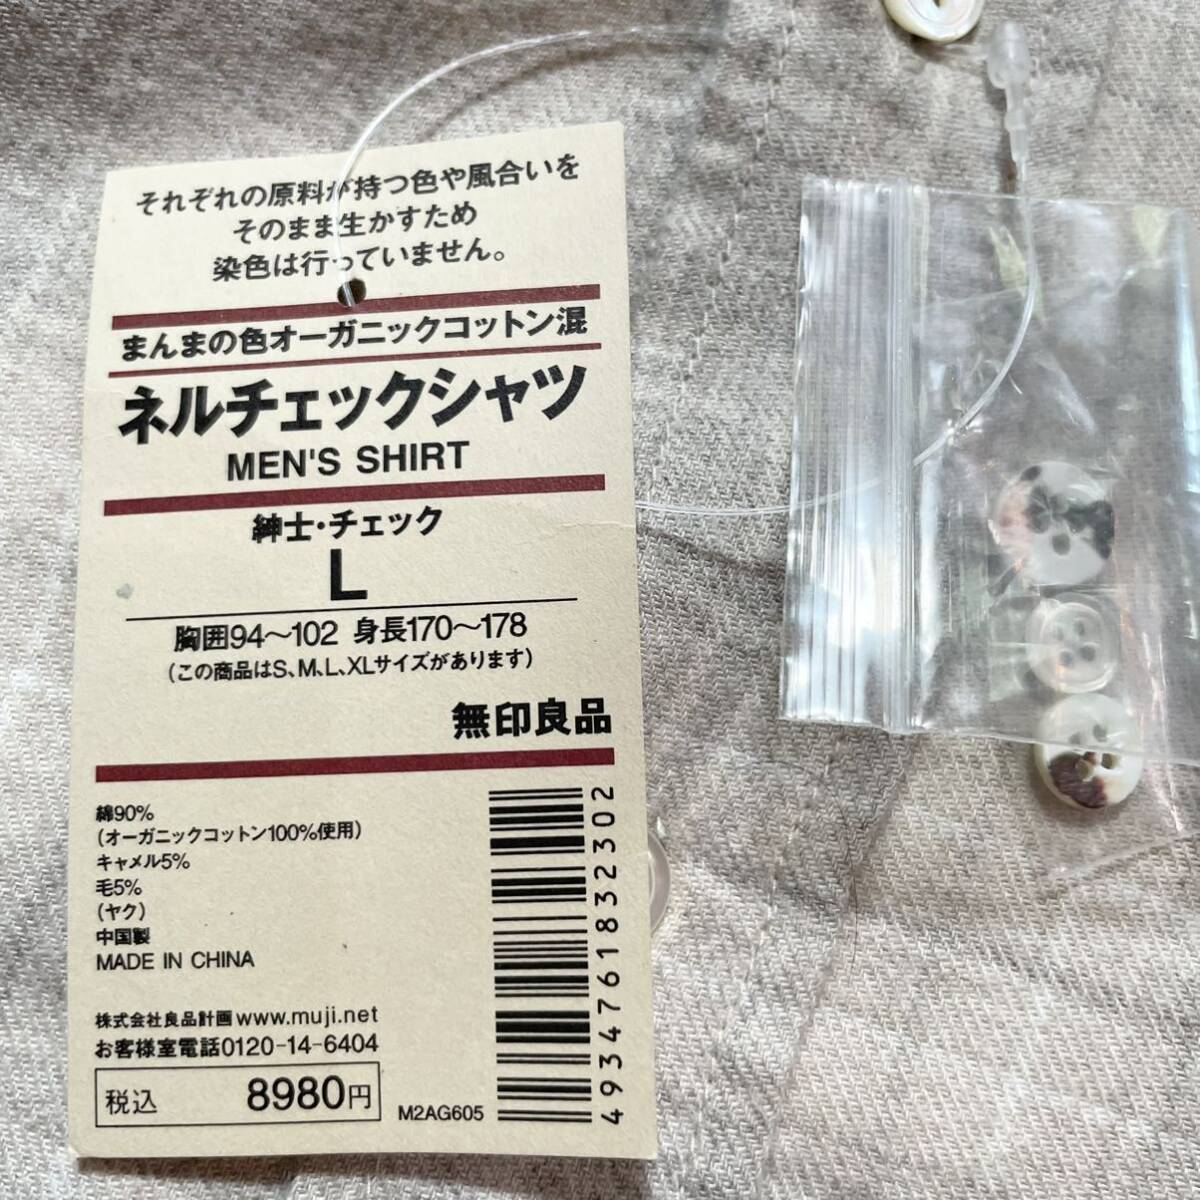 それぞれの原料が持つ色や風合いを
そのまま生かすため
染色は行っていません。
まんまの色オーガニックコットン混
ネルチェックシャツ
MEN'S SHIRT
紳士・チェック
L
胸囲94〜102 身長170〜178
(この商品はS、M、L、XLサイズがあります)
無印良品
綿90%
(オーガニックコットン100%使用)
キャメル5%
毛5%
(ヤク)
中国製
MADE IN CHINA
株式会社良品計画 www.muji.net
お客様室電話0120-14-6404
税込 8980円
M2AG605
4934761832302